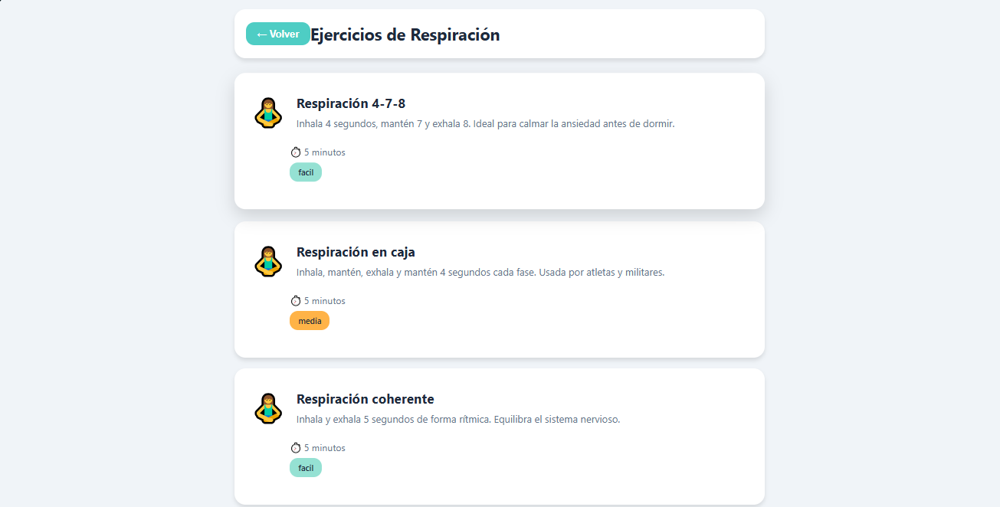 ← Volver Ejercicios de Respiración
Respiración 4-7-8
Inhala 4 segundos, mantén 7 y exhala 8. Ideal para calmar la ansiedad antes de dormir.
5 minutos
facil
Respiración en caja
Inhala, mantén, exhala y mantén 4 segundos cada fase. Usada por atletas y militares.
5 minutos
media
Respiración coherente
Inhala y exhala 5 segundos de forma rítmica. Equilibra el sistema nervioso.
5 minutos
facil